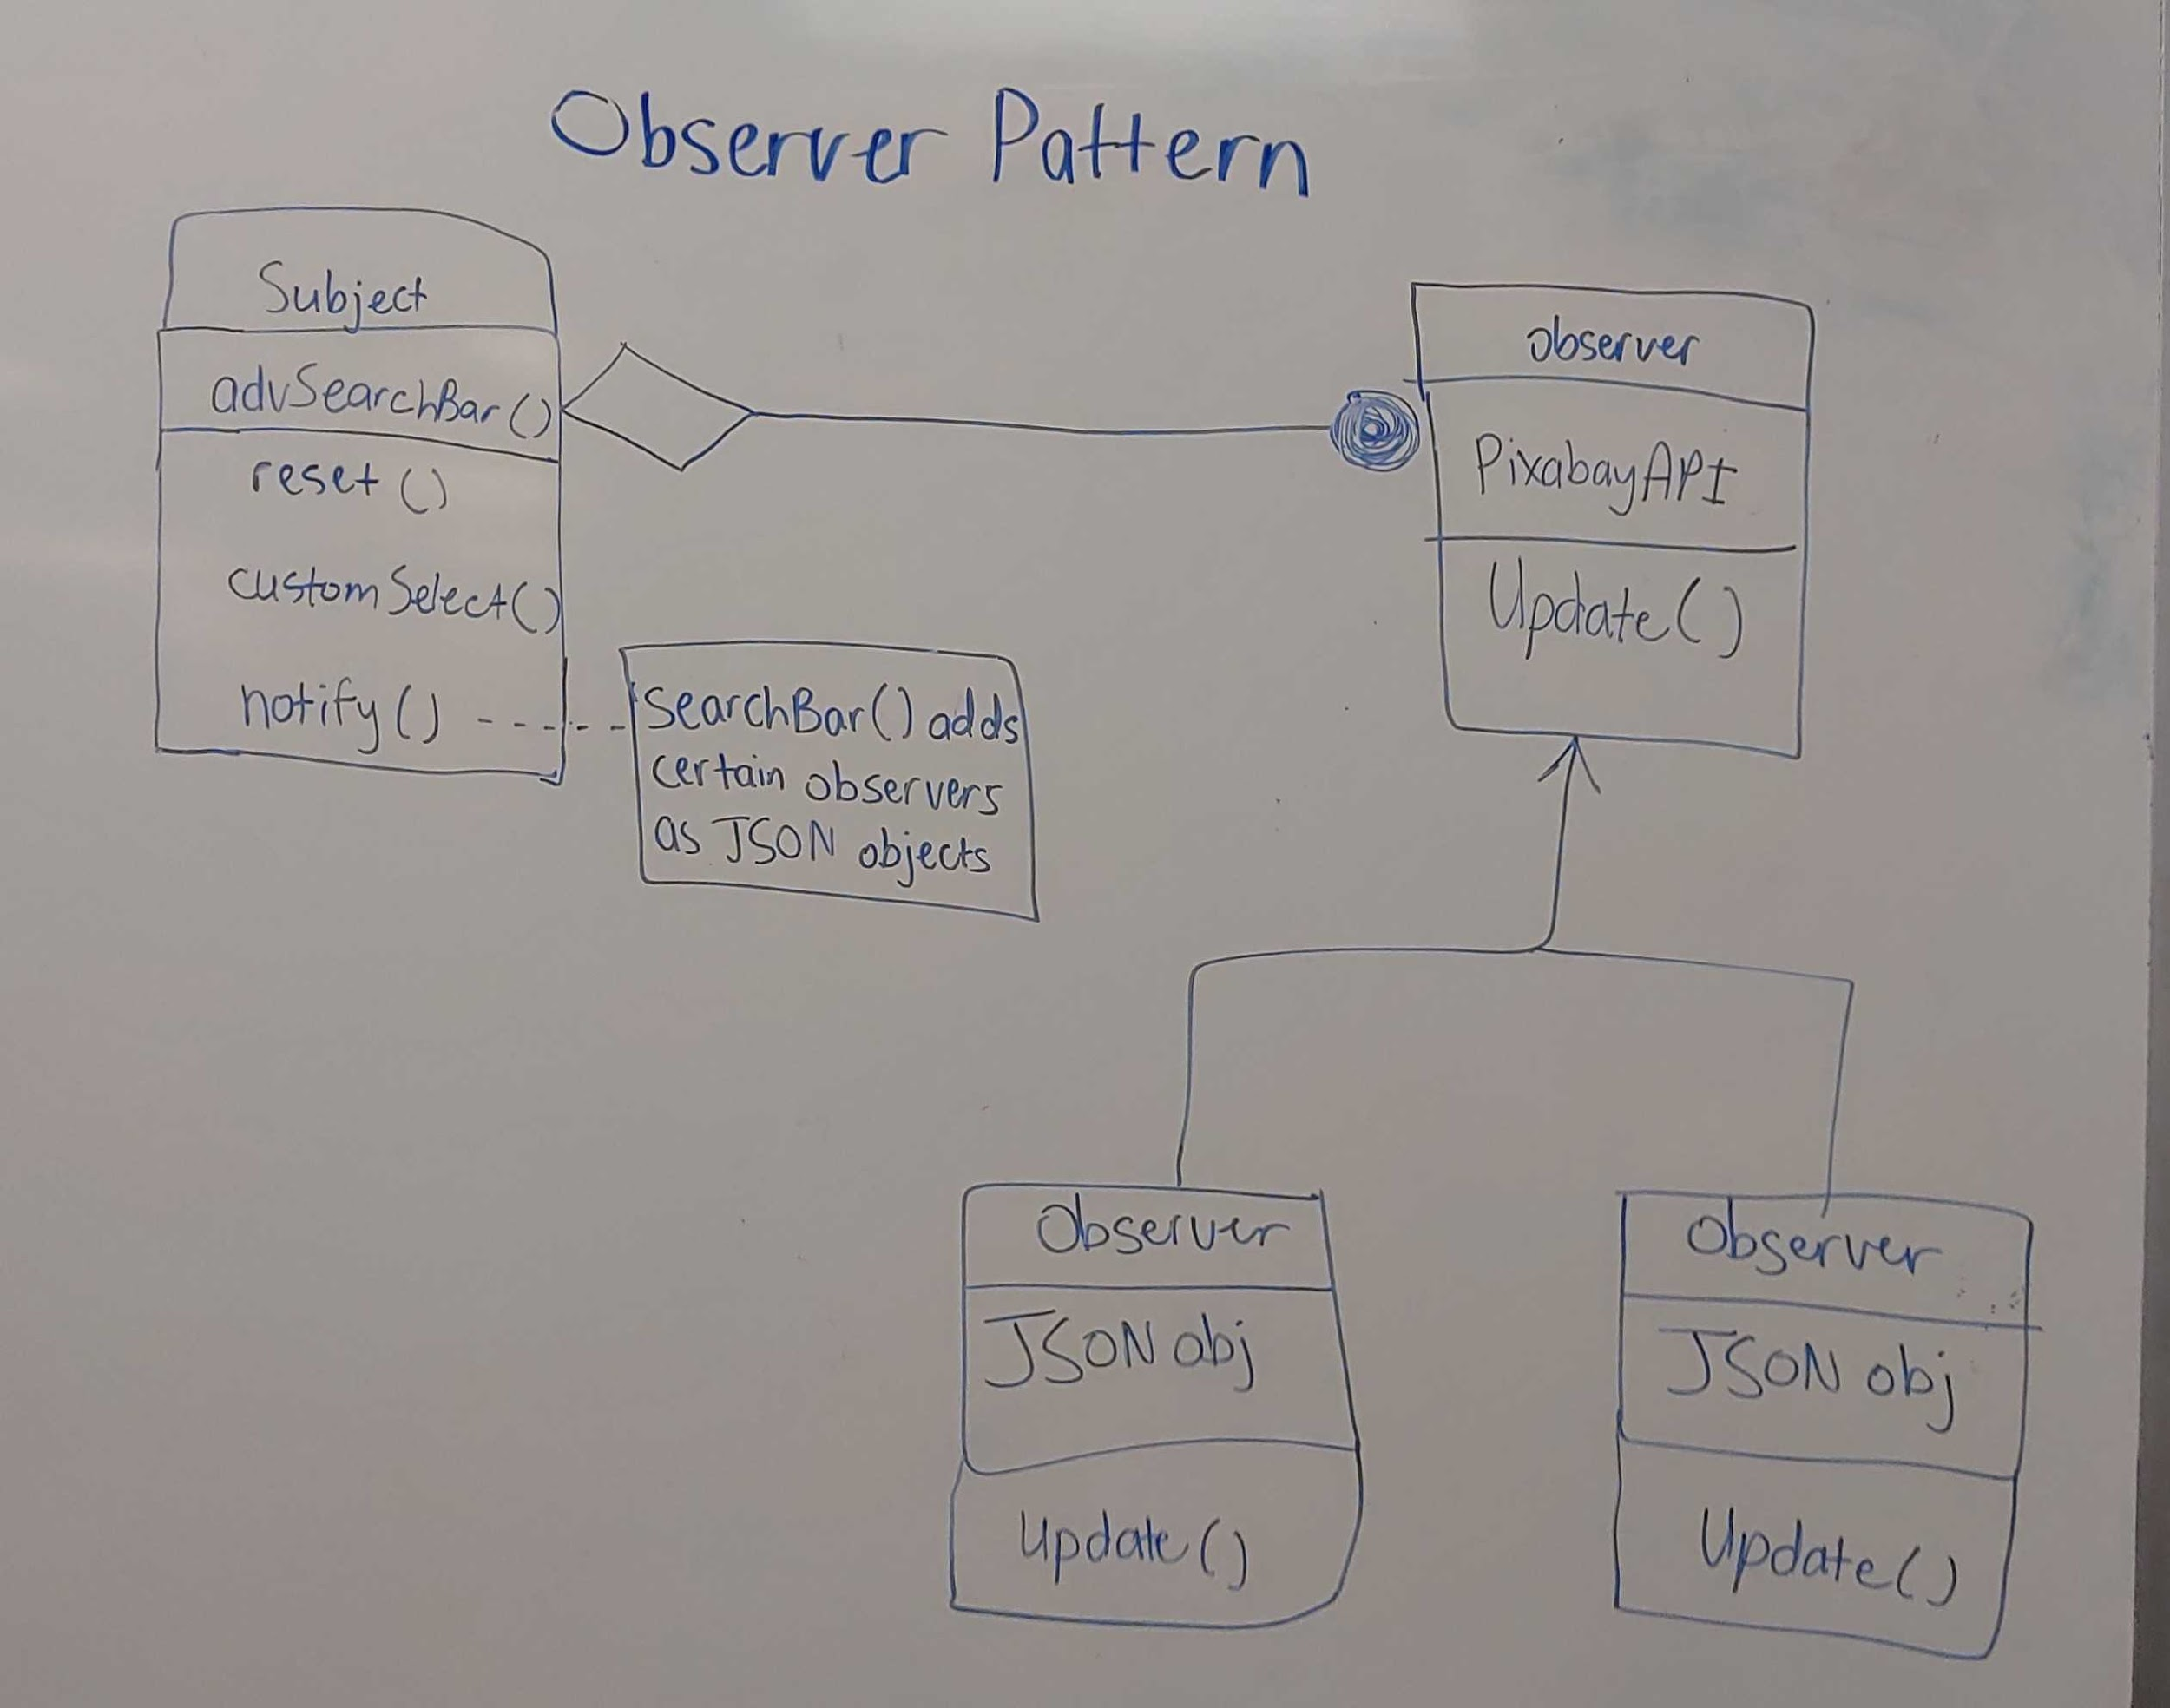 Observer Pattern
Subject
advSearchBar()
reset()
customSelect()
notify()
SearchBar() adds
certain observers
as JSON objects
observer
PixabayAPI
Update()
Observer
JSON obj
Update()
Observer
JSON obj
Update()